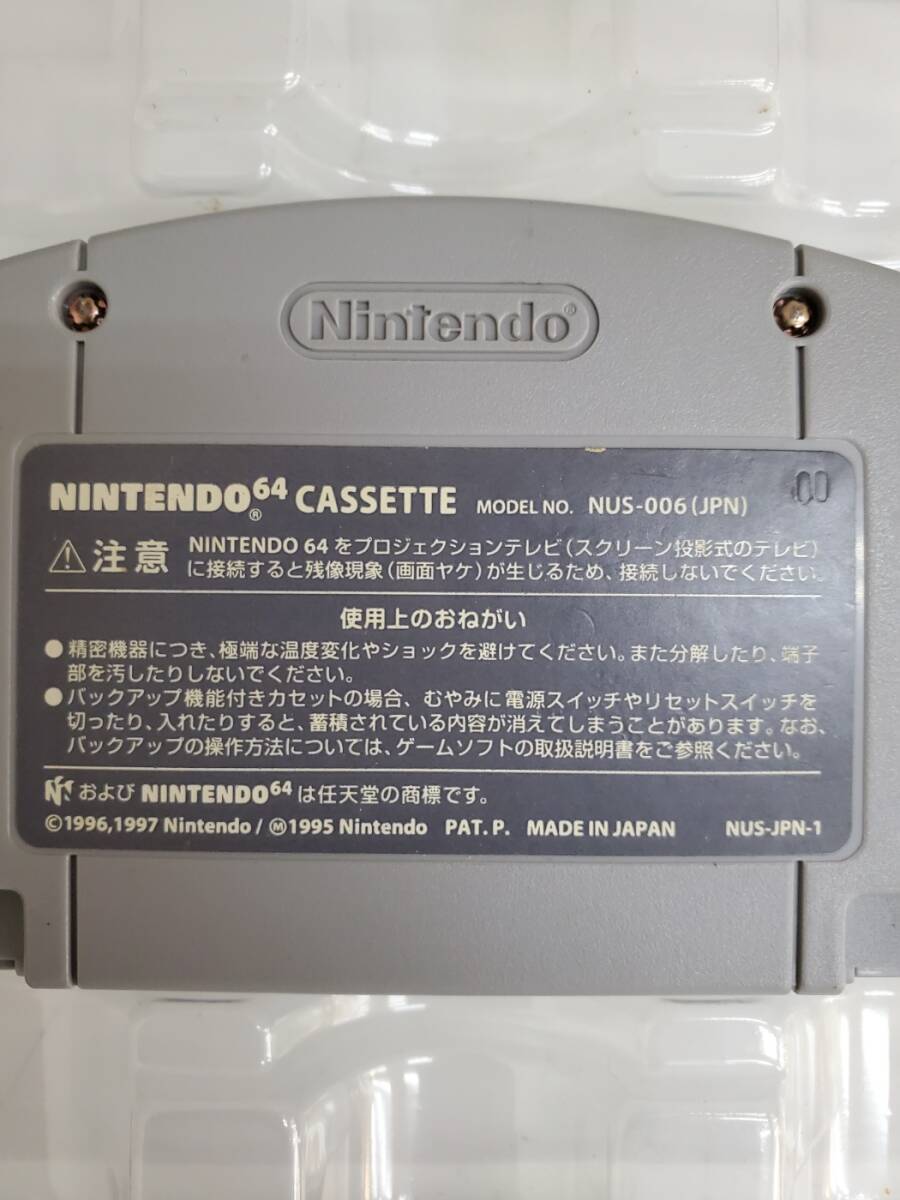 Nintendo®
NINTENDO64® CASSETTE MODEL NO. NUS-006(JPN)
00
注意 NINTENDO 64をプロジェクションテレビ(スクリーン投影式のテレビ)
に接続すると残像現象(画面ヤケ)が生じるため、接続しないでください。
使用上のおねがい
●精密機器につき、極端な温度変化やショックを避けてください。また分解したり、端子
部を汚したりしないでください。
●バックアップ機能付きカセットの場合、むやみに電源スイッチやリセットスイッチを
切ったり、入れたりすると、蓄積されている内容が消えてしまうことがあります。なお、
バックアップの操作方法については、ゲームソフトの取扱説明書をご参照ください。
および NINTENDO64 は任天堂の商標です。
©1996,1997 Nintendo / Ⓜ1995 Nintendo PAT. P. MADE IN JAPAN NUS-JPN-1